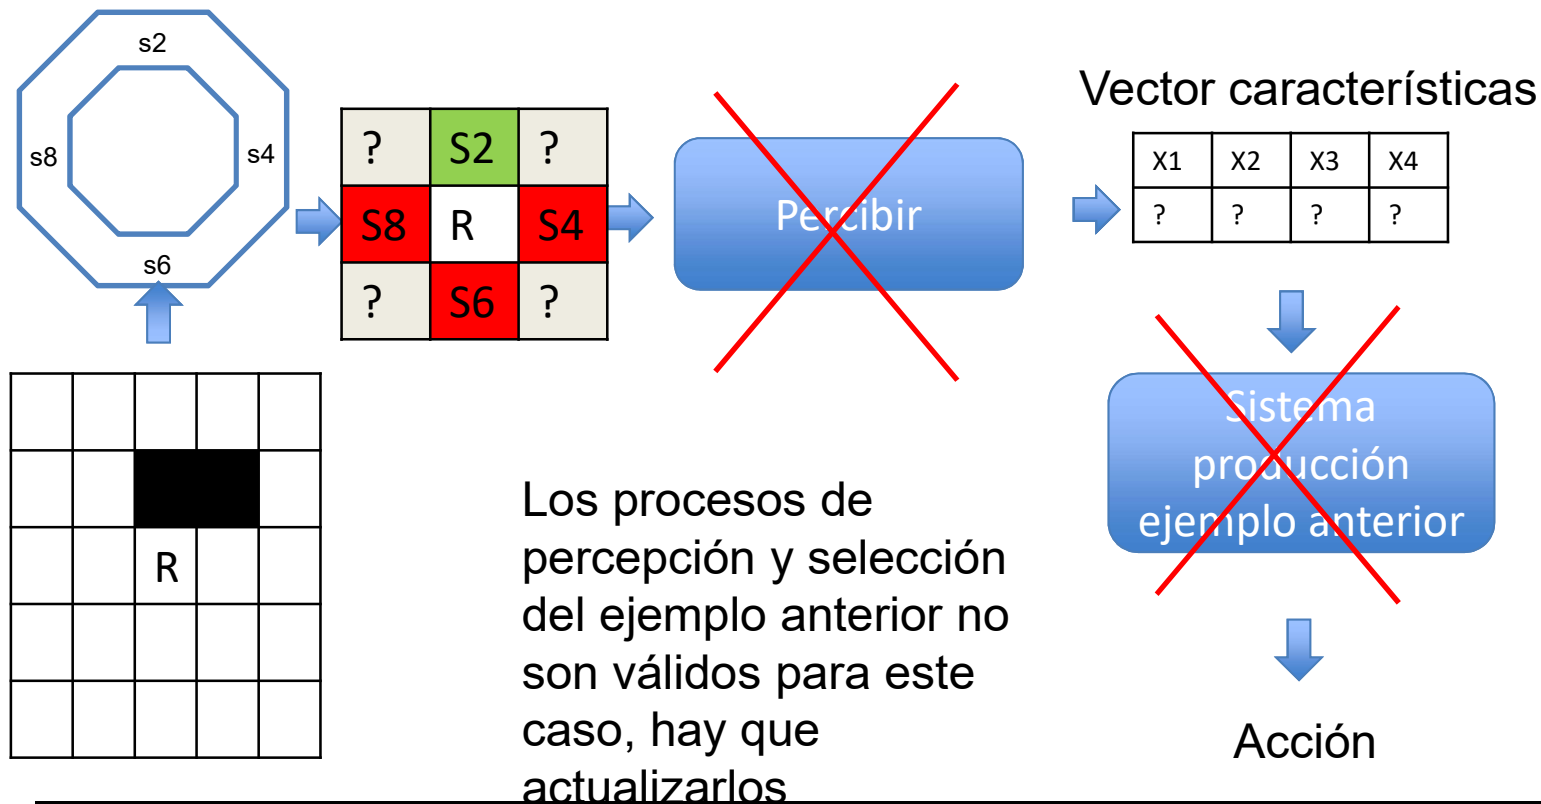 s2
s8
s4
s6
? S2 ?
S8 R S4
? S6 ?
R
Percibir
Vector características
X1 X2 X3 X4
? ? ? ?
Sistema
producción
ejemplo anterior
Acción
Los procesos de
percepción y selección
del ejemplo anterior no
son válidos para este
caso, hay que
actualizarlos